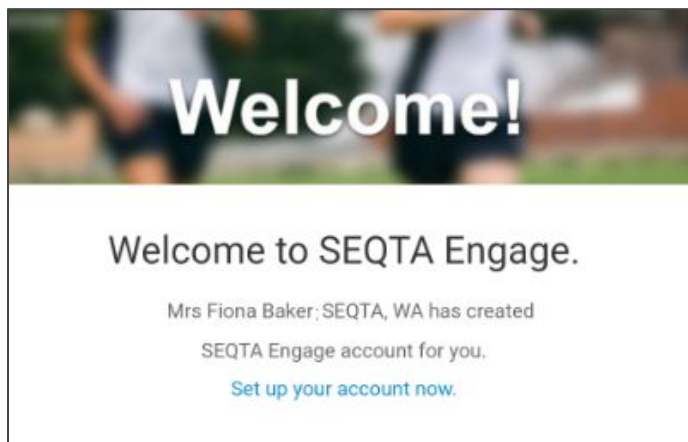 Welcome!
Welcome to SEQTA Engage.
Mrs Fiona Baker; SEQTA, WA has created
SEQTA Engage account for you.
Set up your account now.